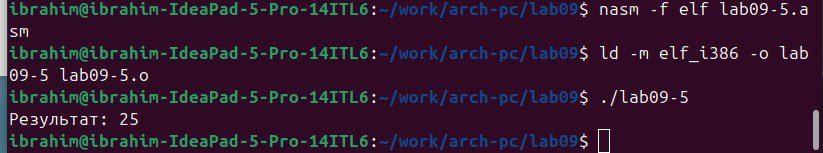 ibrahim@ibrahim-IdeaPad-5-Pro-14ITL6:~/work/arch-pc/lab09$ nasm -f elf lab09-5.a
sm
ibrahim@ibrahim-IdeaPad-5-Pro-14ITL6:~/work/arch-pc/lab09$ ld -m elf_i386 -o lab
09-5 lab09-5.o
ibrahim@ibrahim-IdeaPad-5-Pro-14ITL6:~/work/arch-pc/lab09$ ./lab09-5
Результат: 25
ibrahim@ibrahim-IdeaPad-5-Pro-14ITL6:~/work/arch-pc/lab09$